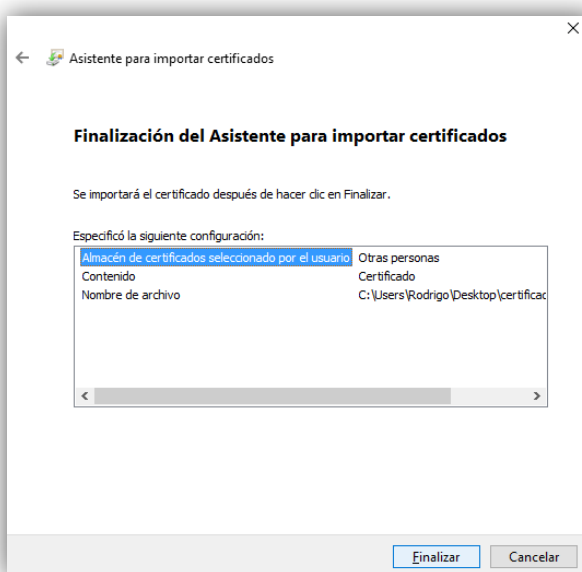 Asistente para importar certificados
Finalización del Asistente para importar certificados
Se importará el certificado después de hacer clic en Finalizar.
Especificó la siguiente configuración:
Almacén de certificados seleccionado por el usuario Otras personas
Contenido Certificado
Nombre de archivo C:\Users\Rodrigo\Desktop\certificac
Finalizar Cancelar